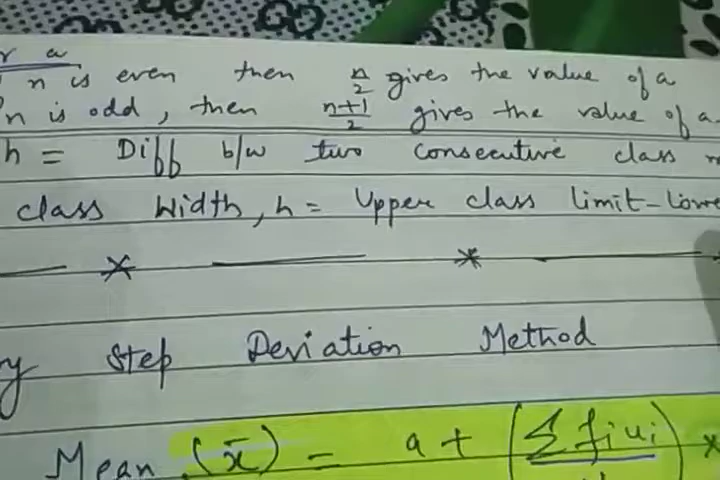 r a
n is even then n/2 gives the value of a
n is odd, then n+1/2 gives the value of a
h = Diff b/w two consecutive class
class Width, h = Upper class limit-Lowe
Step Deviation Method
Mean (x̄) = a + (∑fiui) ×